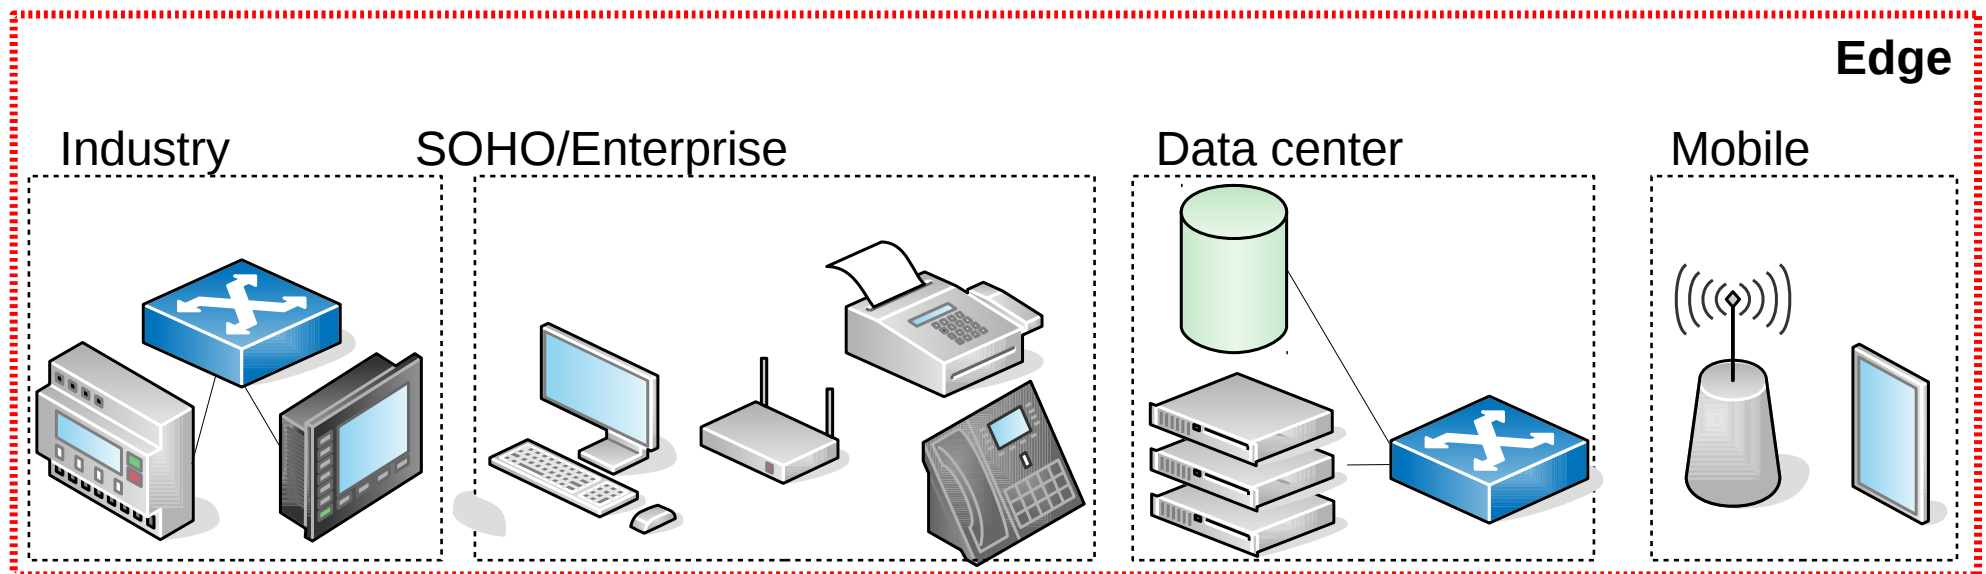 Edge
Industry
SOHO/Enterprise
Data center
Mobile